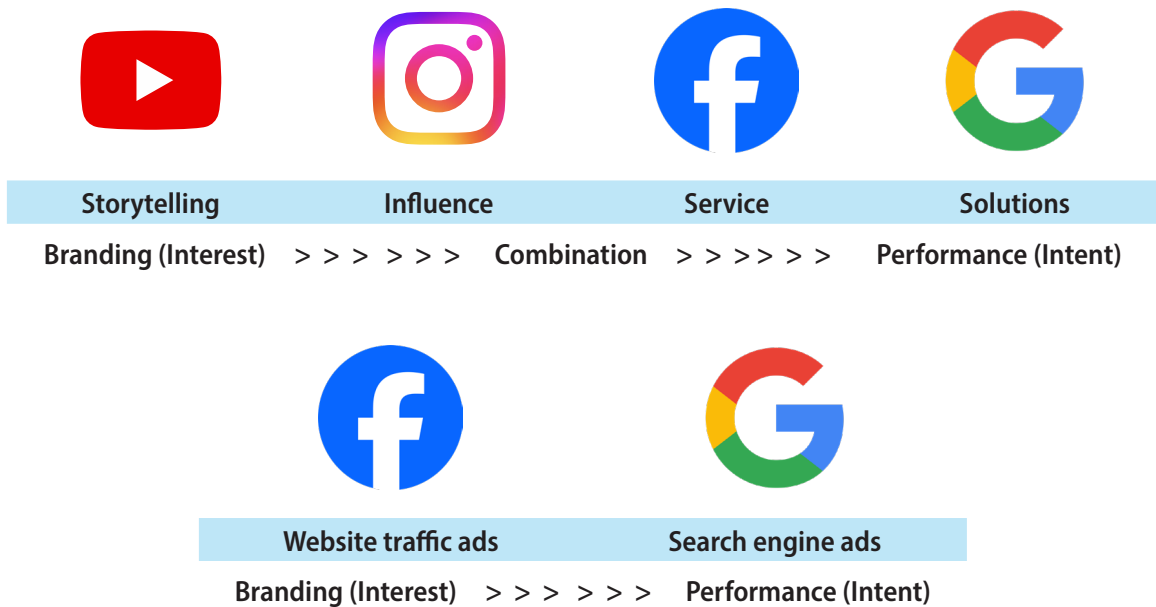 Storytelling Influence Service Solutions
Branding (Interest) > > > > > > Combination > > > > > > Performance (Intent)
Website traffic ads Search engine ads
Branding (Interest) > > > > > > Performance (Intent)